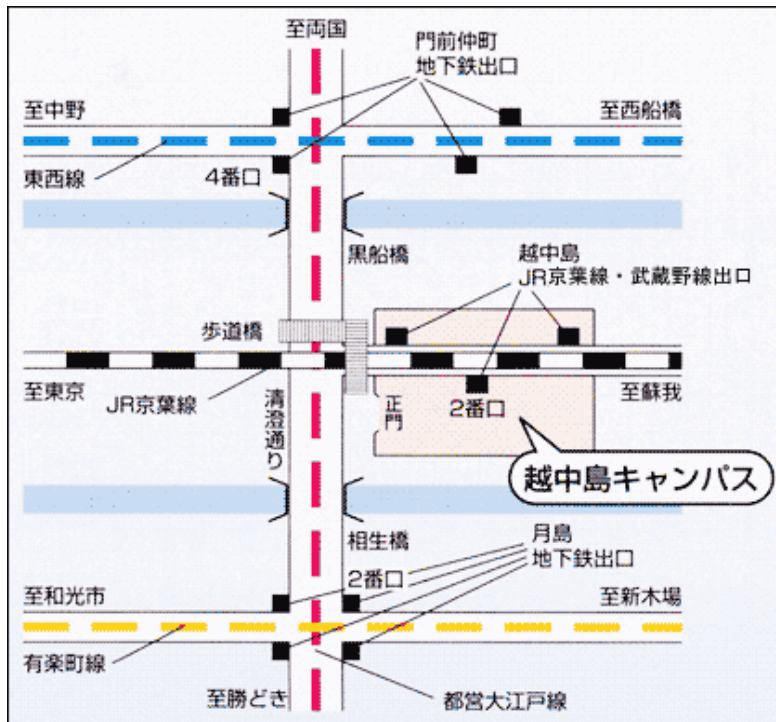 至両国
門前仲町
地下鉄出口
至中野
至西船橋
東西線
4番口
黒船橋
越中島
JR京葉線・武蔵野線出口
歩道橋
至東京
JR京葉線
清澄通り
正門
2番口
至蘇我
越中島キャンパス
相生橋
月島
地下鉄出口
2番口
至和光市
至新木場
有楽町線
至勝どき
都営大江戸線